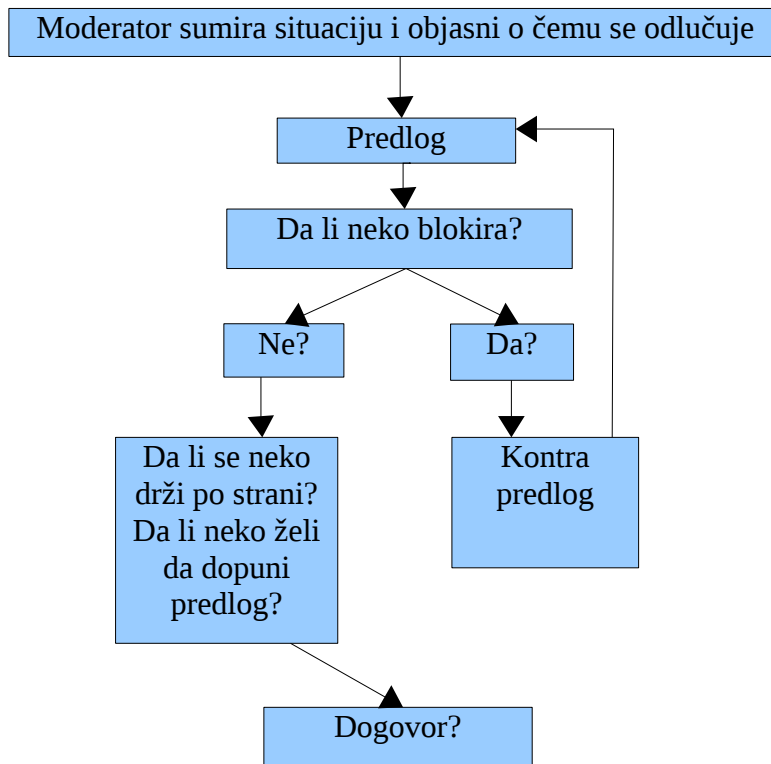 Moderator sumira situaciju i objasni o čemu se odlučuje
Predlog
Da li neko blokira?
Ne?
Da?
Da li se neko
drži po strani?
Da li neko želi
da dopuni
predlog?
Kontra
predlog
Dogovor?